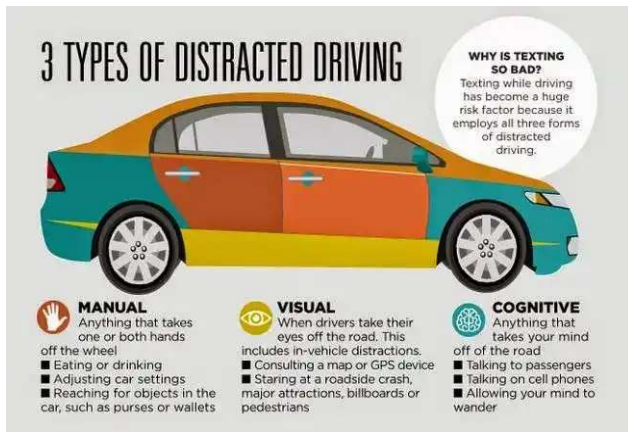 3 TYPES OF DISTRACTED DRIVING
WHY IS TEXTING
SO BAD?
Texting while driving
has become a huge
risk factor because it
employs all three forms
of distracted
driving.
MANUAL
Anything that takes
one or both hands
off the wheel
■ Eating or drinking
■ Adjusting car settings
■ Reaching for objects in the
car, such as purses or wallets
VISUAL
When drivers take their
eyes off the road. This
includes in-vehicle distractions.
■ Consulting a map or GPS device
■ Staring at a roadside crash,
major attractions, billboards or
pedestrians
COGNITIVE
Anything that
takes your mind
off of the road
■ Talking to passengers
■ Talking on cell phones
■ Allowing your mind to
wander